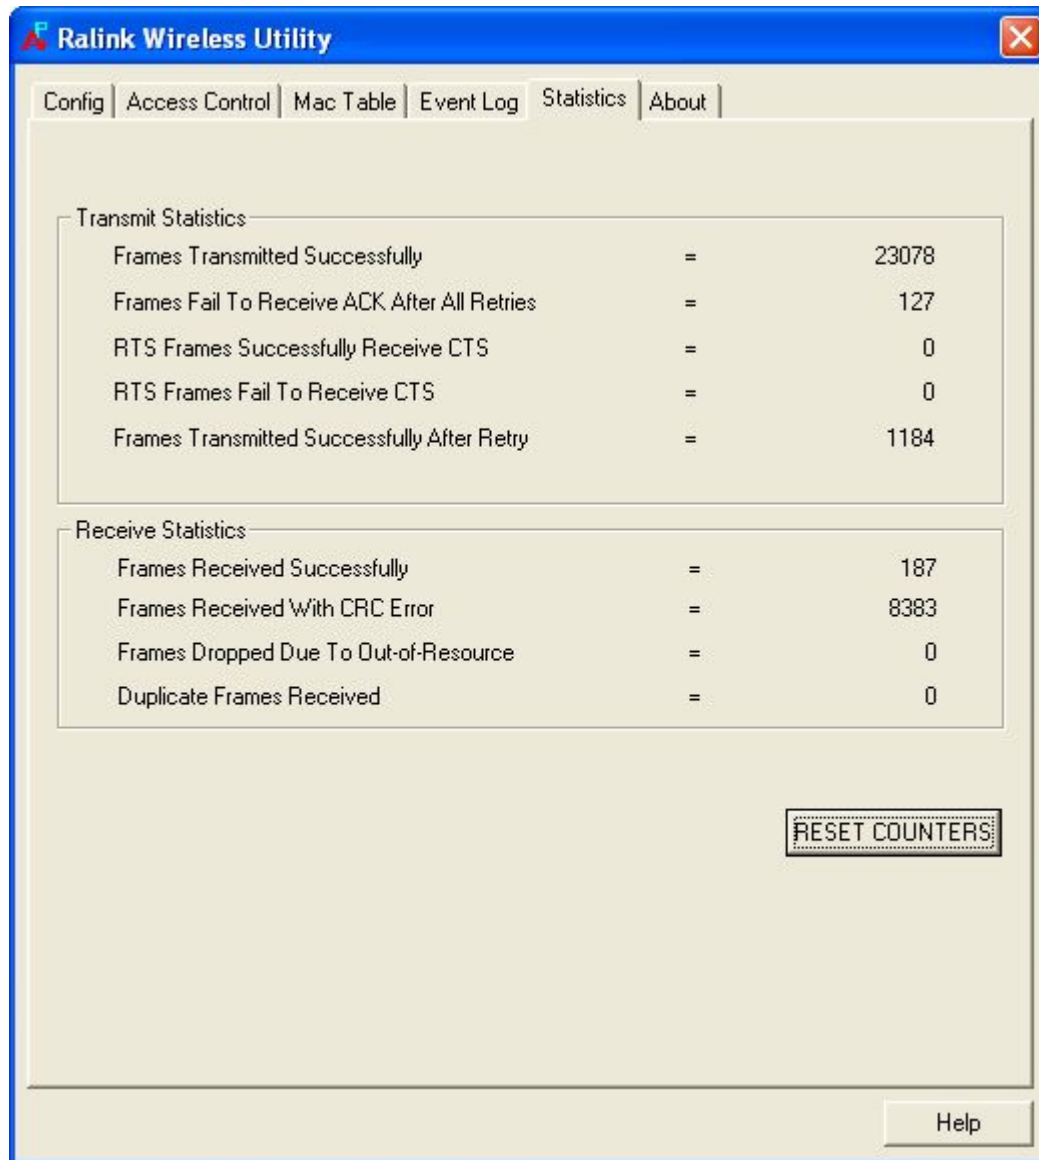 Ralink Wireless Utility
Config Access Control Mac Table Event Log Statistics About
Transmit Statistics
Frames Transmitted Successfully = 23078
Frames Fail To Receive ACK After All Retries = 127
RTS Frames Successfully Receive CTS = 0
RTS Frames Fail To Receive CTS = 0
Frames Transmitted Successfully After Retry = 1184
Receive Statistics
Frames Received Successfully = 187
Frames Received With CRC Error = 8383
Frames Dropped Due To Out-of-Resource = 0
Duplicate Frames Received = 0
RESET COUNTERS
Help